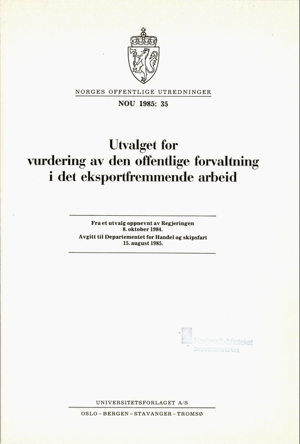 NORGES OFFENTLIGE UTREDNINGER
NOU 1985: 35
Utvalget for
vurdering av den offentlige forvaltning
i det eksportfremmende arbeid
Fra et utvalg oppnevnt av Regjeringen
8. oktober 1984.
Avgitt til Departementet for Handel og skipsfart
15. august 1985.
UNIVERSITETSFORLAGET A/S
OSLO – BERGEN – STAVANGER – TROMSØ